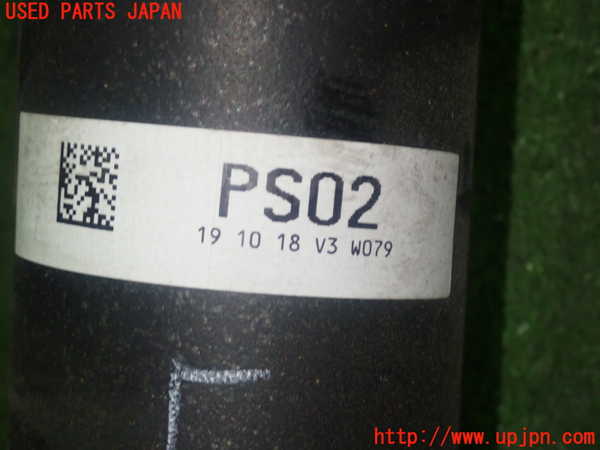 USED PARTS JAPAN
PS02
19 10 18 V3 W079
http://www.upjpn.com/